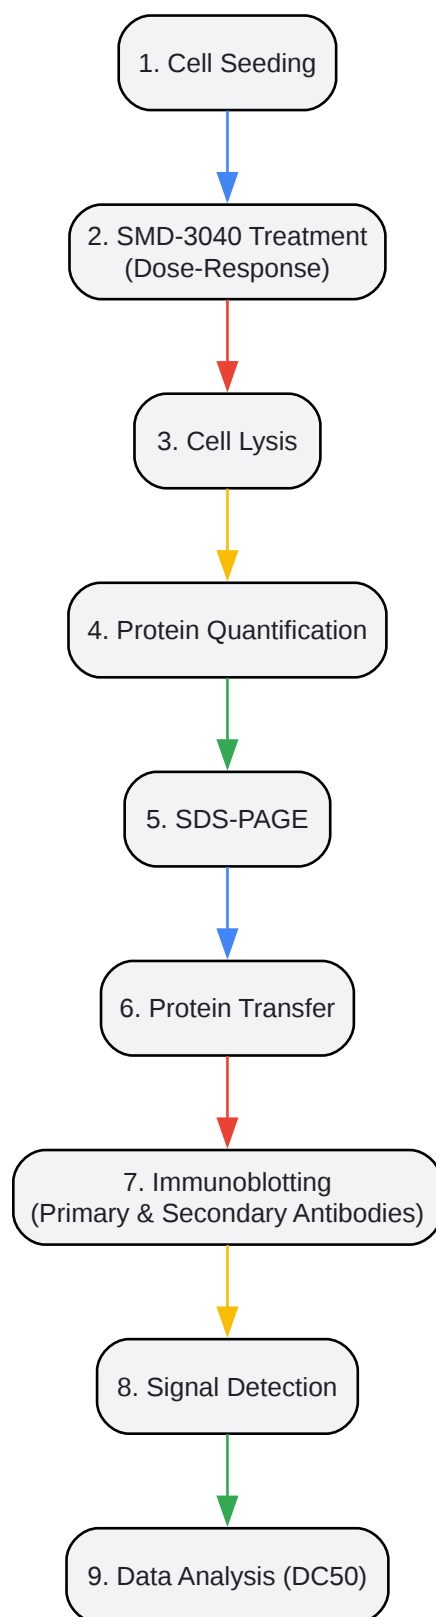 1. Cell Seeding
2. SMD-3040 Treatment
(Dose-Response)
3. Cell Lysis
4. Protein Quantification
5. SDS-PAGE
6. Protein Transfer
7. Immunoblotting
(Primary & Secondary Antibodies)
8. Signal Detection
9. Data Analysis (DC50)